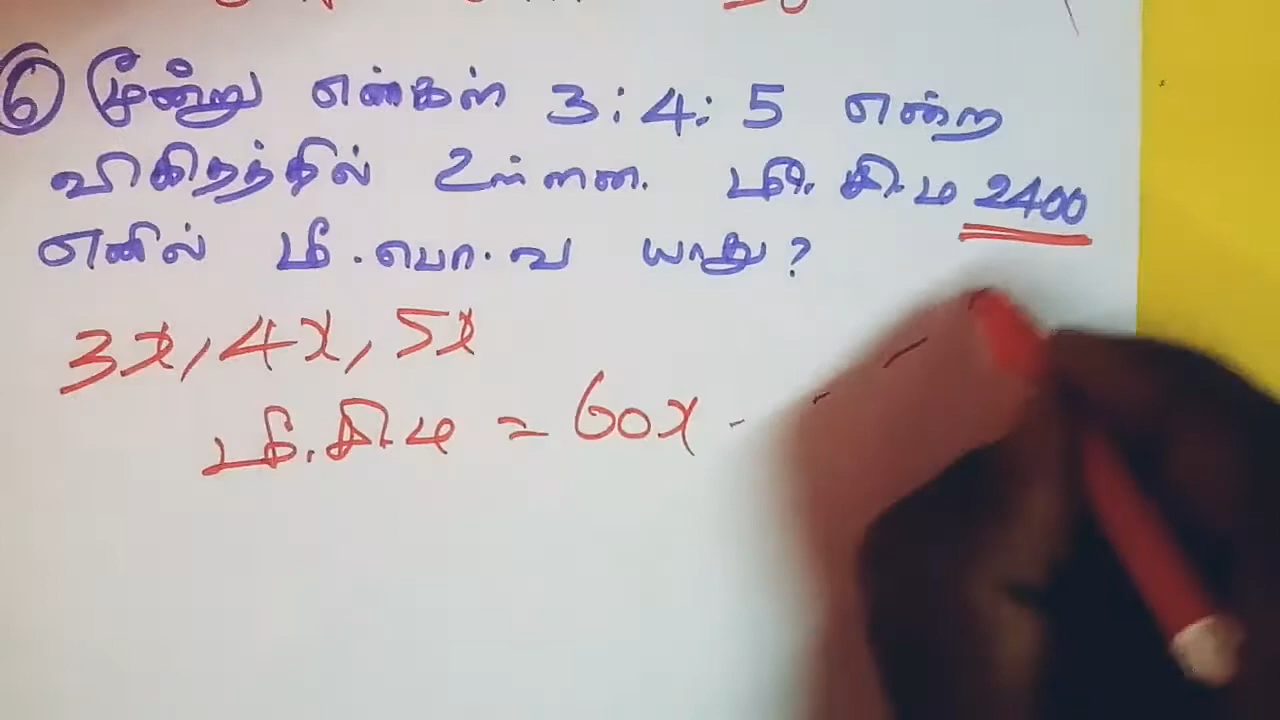 6 மூன்று எண்கள் 3:4:5 என்ற
விகிதத்தில் உள்ளன. மீ.சி.ம 2400
எனில் மீ.பொ.வ யாது?
3x, 4x, 5x
மீ.சி.ம = 60x